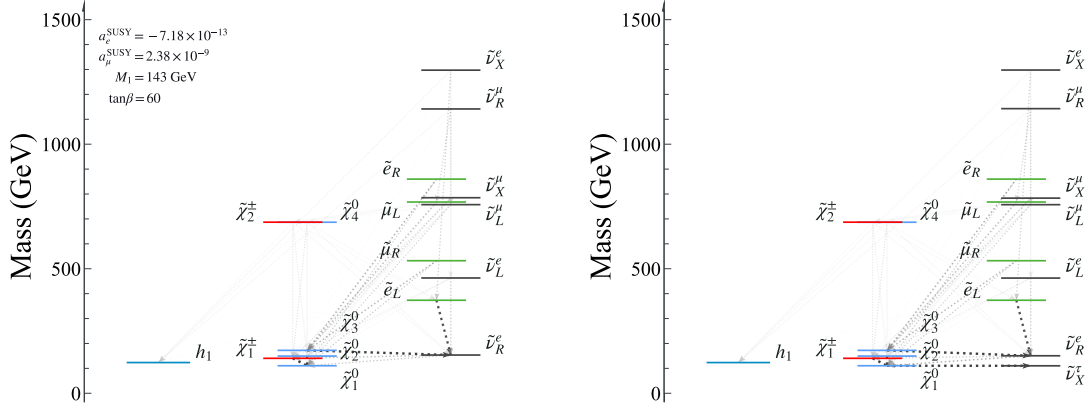 1500
1000
500
0
Mass (GeV)
a_e^SUSY = −7.18 × 10^−13
a_μ^SUSY = 2.38 × 10^−9
M_1 = 143 GeV
tanβ = 60
ν̃_X^e
ν̃_R^μ
ẽ_R
ν̃_X^μ
μ̃_L
ν̃_L^μ
χ̃_2^±
χ̃_4^0
μ̃_R
ν̃_L^e
ẽ_L
χ̃_3^0
χ̃_1^±
χ̃_2^0
ν̃_R^e
h_1
χ̃_1^0
1500
1000
500
0
Mass (GeV)
ν̃_X^e
ν̃_R^μ
ẽ_R
ν̃_X^μ
μ̃_L
ν̃_L^μ
χ̃_2^±
χ̃_4^0
μ̃_R
ν̃_L^e
ẽ_L
χ̃_3^0
χ̃_1^±
χ̃_2^0
ν̃_R^e
h_1
χ̃_1^0
ν̃_X^τ